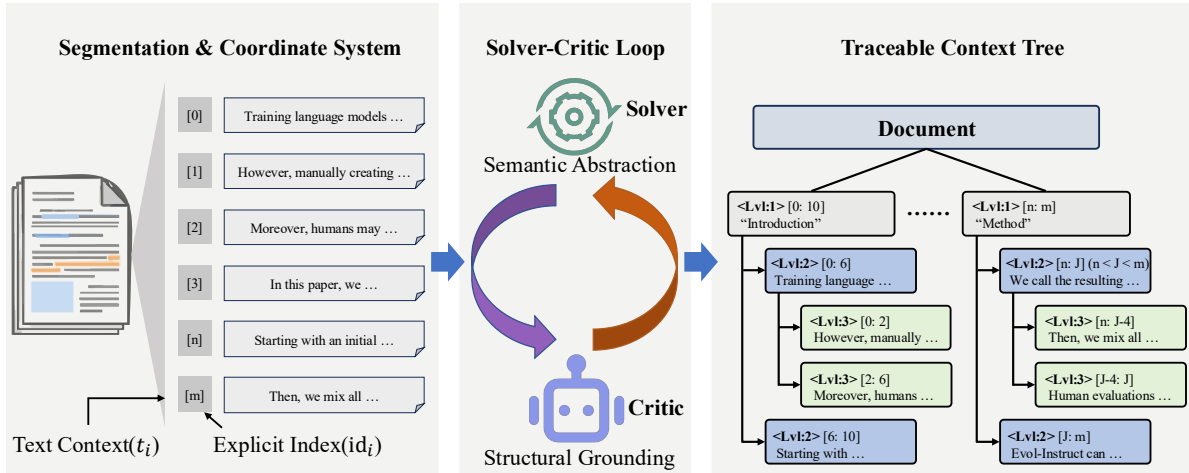 Segmentation & Coordinate System
[0]
Training language models …
[1]
However, manually creating …
[2]
Moreover, humans may …
[3]
In this paper, we …
[n]
Starting with an initial …
[m]
Then, we mix all …
Text Context(tᵢ)
Explicit Index(idᵢ)
Solver-Critic Loop
Solver
Semantic Abstraction
Critic
Structural Grounding
Traceable Context Tree
Document
<Lvl:1> [0: 10]
“Introduction”
<Lvl:2> [0: 6]
Training language …
<Lvl:3> [0: 2]
However, manually …
<Lvl:3> [2: 6]
Moreover, humans …
<Lvl:2> [6: 10]
Starting with …
……
<Lvl:1> [n: m]
“Method”
<Lvl:2> [n: J] (n < J < m)
We call the resulting …
<Lvl:3> [n: J-4]
Then, we mix all …
<Lvl:3> [J-4: J]
Human evaluations …
<Lvl:2> [J: m]
Evol-Instruct can …